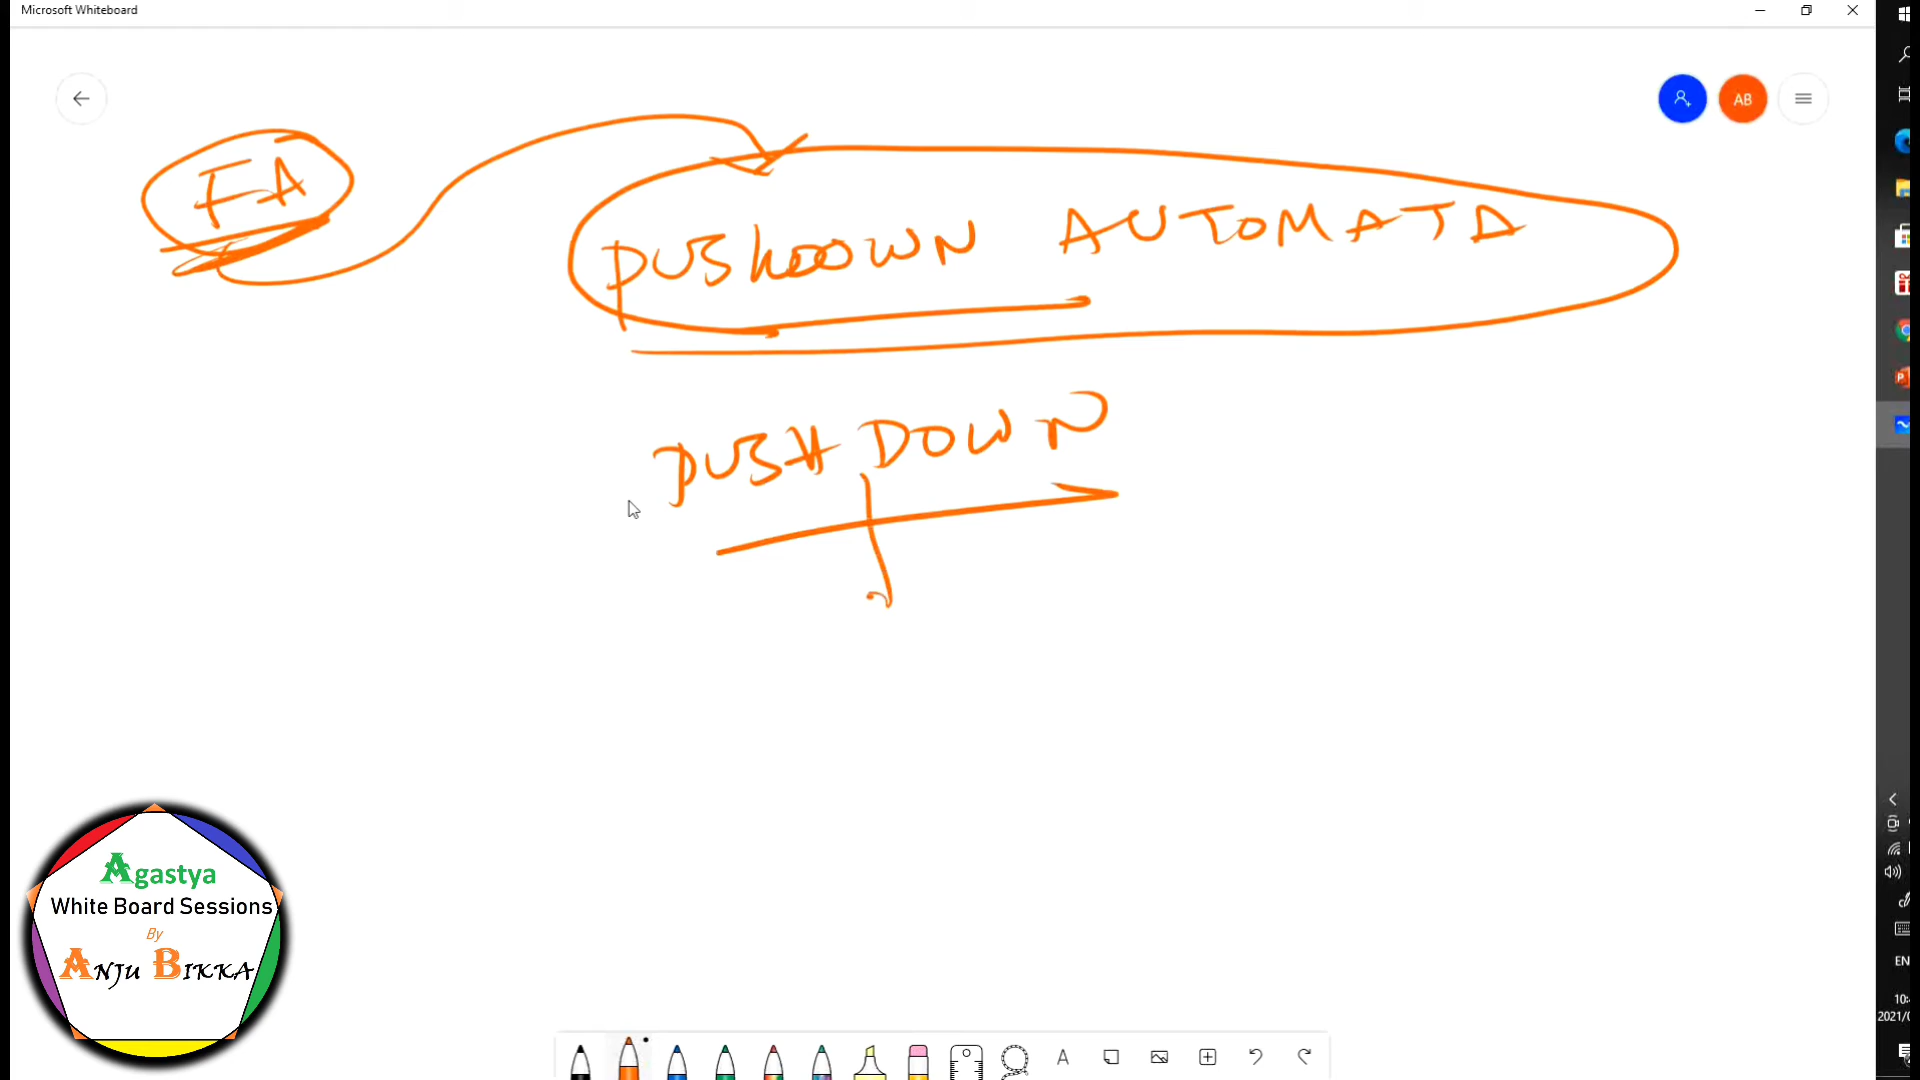 Microsoft Whiteboard
AB
FA
PUSHDOWN AUTOMATA
PUSH DOWN
Agastya
White Board Sessions
By
ANJU BIKKA
A
EN